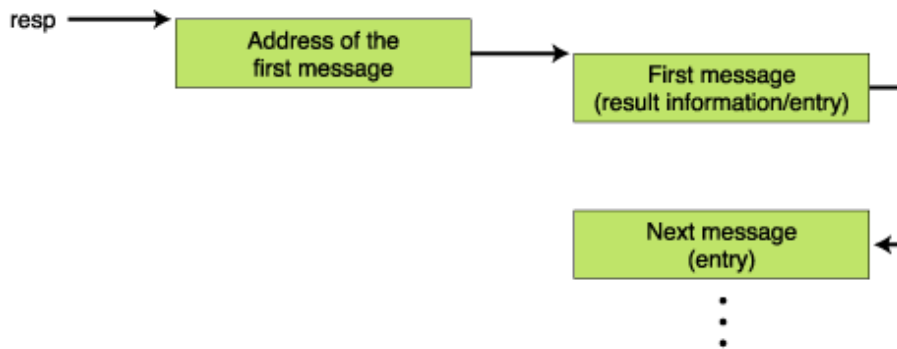 resp
Address of the
first message
First message
(result information/entry)
Next message
(entry)